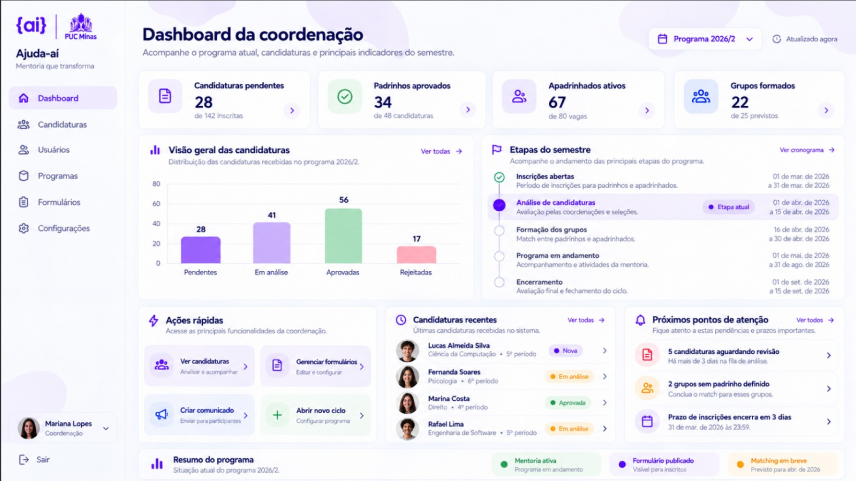 {ai}
PUC Minas
Ajuda-aí
Mentoria que transforma
Dashboard
Candidaturas
Usuários
Programas
Formulários
Configurações
Mariana Lopes
Coordenação
Sair
Dashboard da coordenação
Acompanhe o programa atual, candidaturas e principais indicadores do semestre.
Programa 2026/2
Atualizado agora
Candidaturas pendentes
28
de 142 inscritas
Padrinhos aprovados
34
de 48 candidaturas
Apadrinhados ativos
67
de 80 vagas
Grupos formados
22
de 25 previstos
Visão geral das candidaturas
Ver todas
Distribuição das candidaturas recebidas no programa 2026/2.
80
60
40
20
0
28
41
56
17
Pendentes
Em análise
Aprovadas
Rejeitadas
Etapas do semestre
Ver cronograma
Acompanhe o andamento das principais etapas do programa.
Inscrições abertas
Período de inscrições para padrinhos e apadrinhados.
01 de mar. de 2026
a 31 de mar. de 2026
Análise de candidaturas
Avaliação pelas coordenações e seleções.
Etapa atual
01 de abr. de 2026
a 15 de abr. de 2026
Formação dos grupos
Match entre padrinhos e apadrinhados.
16 de abr. de 2026
a 30 de abr. de 2026
Programa em andamento
Acompanhamento e atividades da mentoria.
01 de mai. de 2026
a 31 de ago. de 2026
Encerramento
Avaliação final e fechamento do ciclo.
01 de set. de 2026
a 15 de set. de 2026
Ações rápidas
Acesse as principais funcionalidades da coordenação.
Ver candidaturas
Analisar e acompanhar
Gerenciar formulários
Editar e configurar
Criar comunicado
Enviar para participantes
Abrir novo ciclo
Configurar programa
Candidaturas recentes
Ver todas
Últimas candidaturas recebidas no sistema.
Lucas Almeida Silva
Ciência da Computação • 5º período
Nova
Fernanda Soares
Psicologia • 6º período
Em análise
Marina Costa
Direito • 4º período
Aprovada
Rafael Lima
Engenharia de Software • 5º período
Em análise
Próximos pontos de atenção
Ver todos
Fique atento a estas pendências e prazos importantes.
5 candidaturas aguardando revisão
Há mais de 3 dias na fila de análise.
2 grupos sem padrinho definido
Conclua o match para esses grupos.
Prazo de inscrições encerra em 3 dias
31 de mar. de 2026 às 23:59.
Resumo do programa
Situação atual do programa 2026/2.
Mentoria ativa
Programa em andamento
Formulário publicado
Visível para inscritos
Matching em breve
Previsto para abr. de 2026